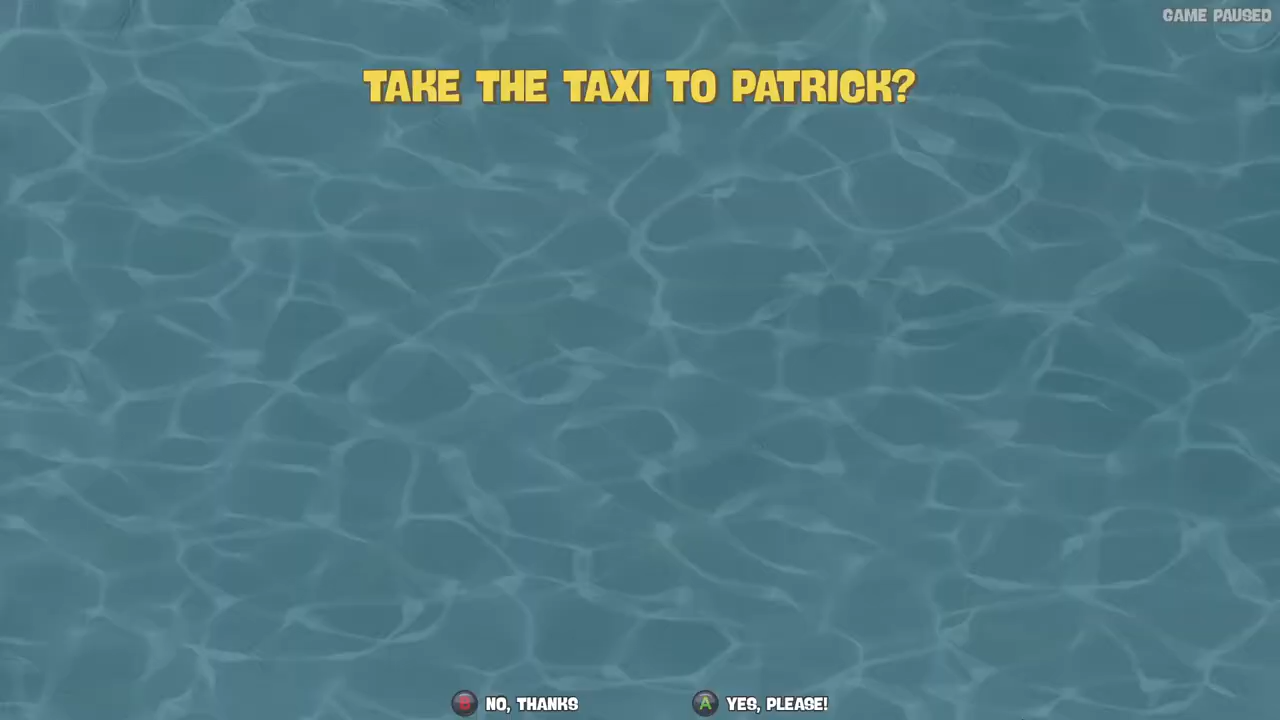 GAME PAUSED
TAKE THE TAXI TO PATRICK?
B NO, THANKS A YES, PLEASE!